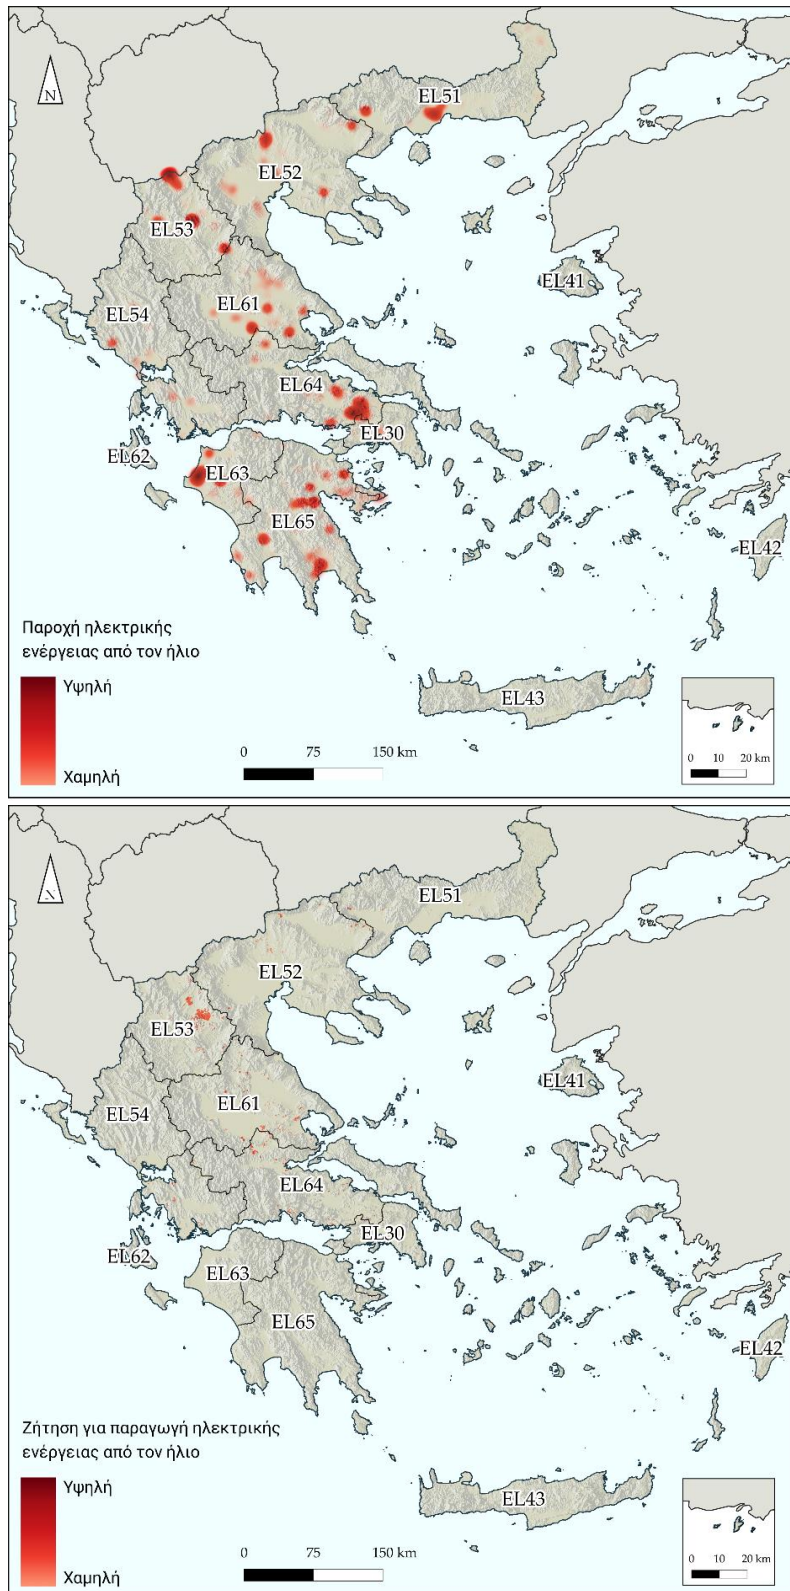 N
EL51
EL52
EL53
EL41
EL61
EL54
EL64
EL30
EL62
EL63
EL65
EL42
Παροχή ηλεκτρικής
ενέργειας από τον ήλιο
Υψηλή
Χαμηλή
EL43
0 75 150 km
0 10 20 km
N
EL51
EL52
EL53
EL41
EL61
EL54
EL64
EL30
EL62
EL63
EL65
EL42
Ζήτηση για παραγωγή ηλεκτρικής
ενέργειας από τον ήλιο
Υψηλή
Χαμηλή
EL43
0 75 150 km
0 10 20 km